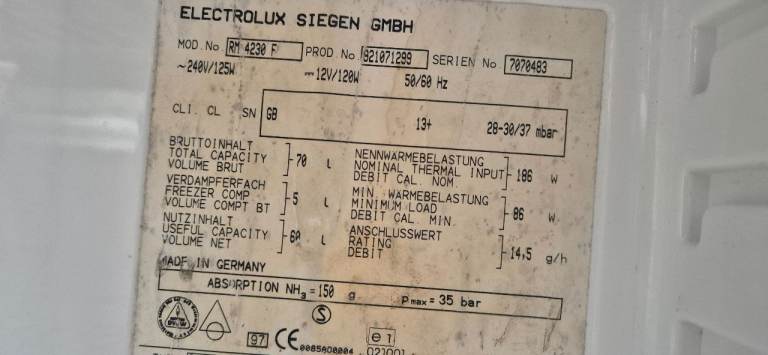 ELECTROLUX SIEGEN GMBH
MOD.No. RM 4230 F PROD.No. 921071299 SERIEN No. 7070483
~240V/125W ⎓12V/120W 50/60 Hz
CLI. CL SN GB 13+ 28-30/37 mbar
BRUTTOINHALT
TOTAL CAPACITY 70 L
VOLUME BRUT
NENNWÄRMEBELASTUNG
NOMINAL THERMAL INPUT 186 W
DEBIT CAL. NOM.
VERDAMPFERFACH
FREEZER COMP 5 L
VOLUME COMPT BT
MIN. WÄRMEBELASTUNG
MINIMUM LOAD 86 W
DEBIT CAL. MIN.
NUTZINHALT
USEFUL CAPACITY 60 L
VOLUME NET
ANSCHLUSSWERT
RATING 14,5 g/h
DEBIT
MADE IN GERMANY
ABSORPTION NH3 = 150 g Pmax = 35 bar
S
97 CE 0085AO0004 e1
021001